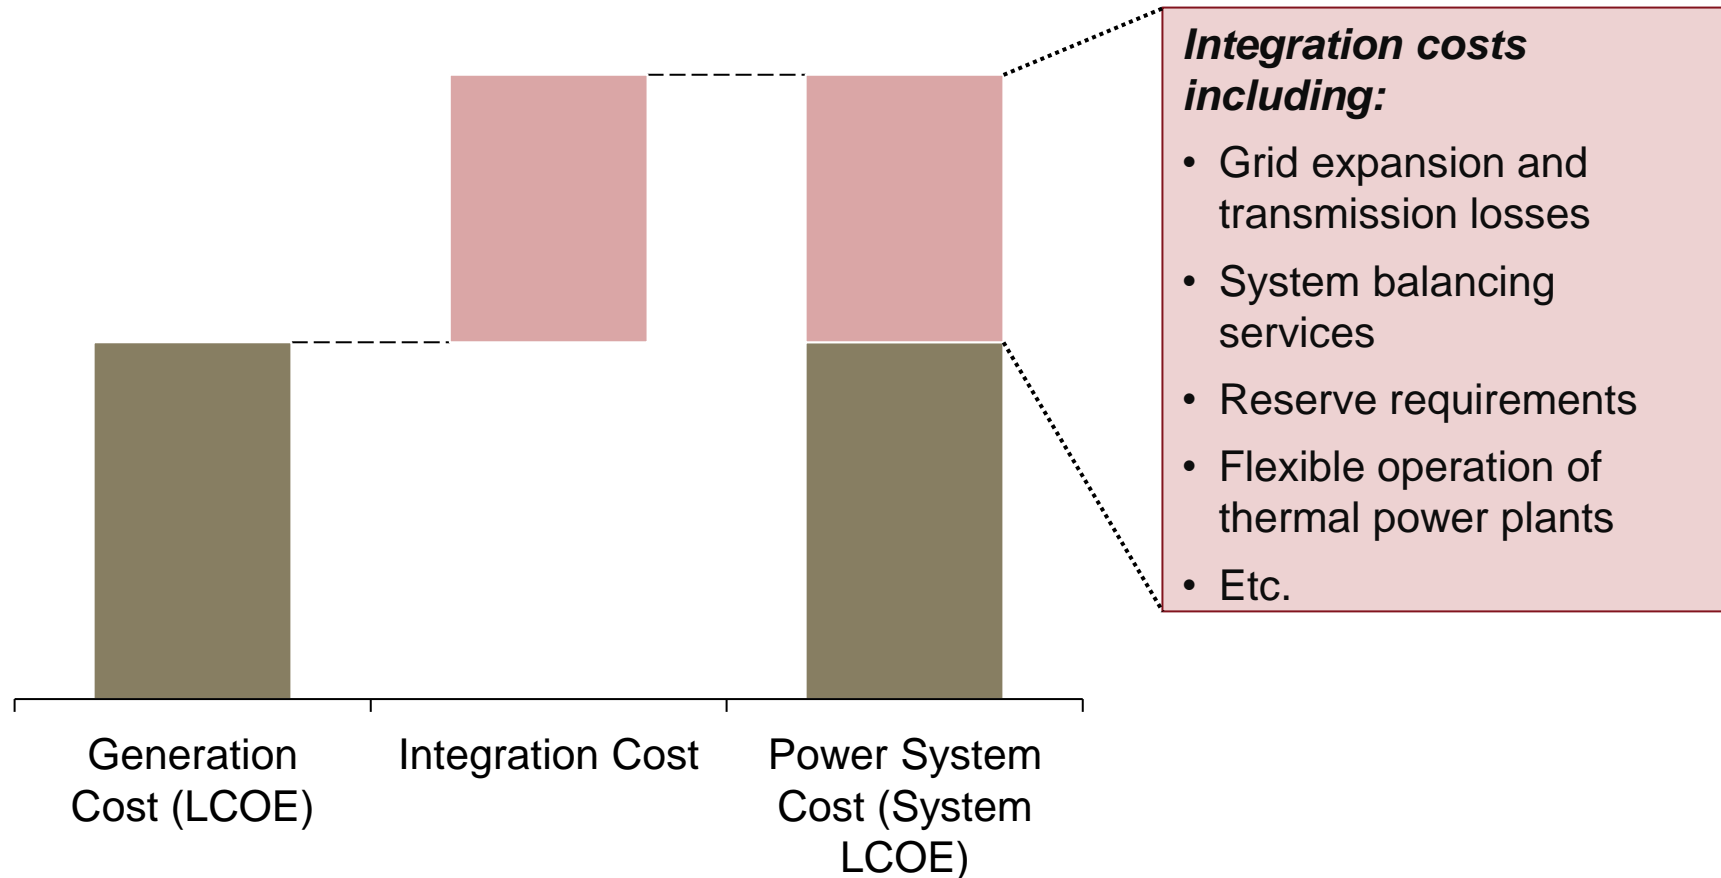 Integration costs
including:
• Grid expansion and
transmission losses
• System balancing
services
• Reserve requirements
• Flexible operation of
thermal power plants
• Etc.
Generation
Cost (LCOE)
Integration Cost
Power System
Cost (System
LCOE)